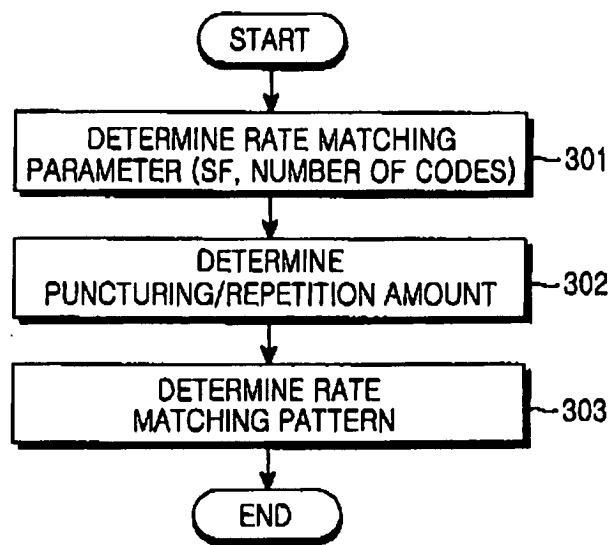 START
DETERMINE RATE MATCHING
PARAMETER (SF, NUMBER OF CODES)
301
DETERMINE
PUNCTURING/REPETITION AMOUNT
302
DETERMINE RATE
MATCHING PATTERN
303
END